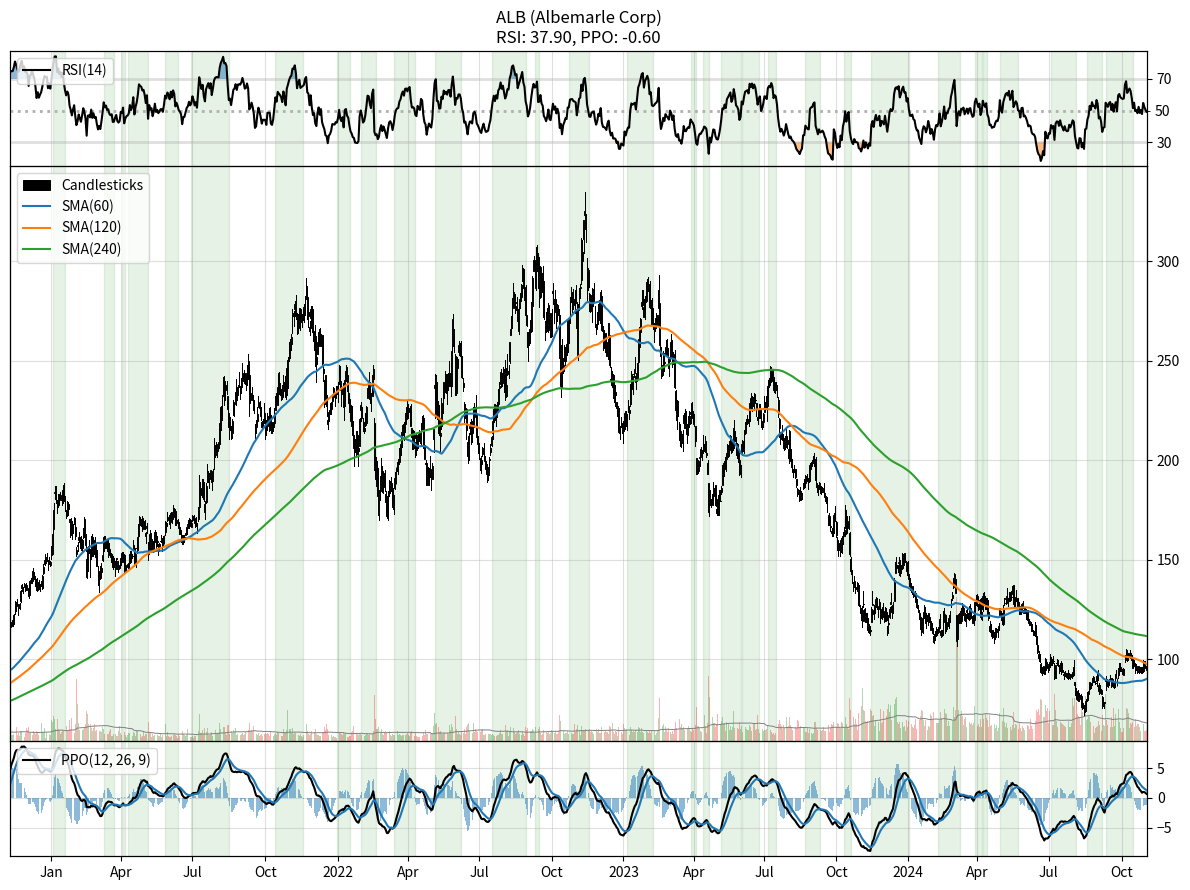 ALB (Albemarle Corp)
RSI: 37.90, PPO: -0.60
RSI(14)
70
50
30
Candlesticks
SMA(60)
SMA(120)
SMA(240)
300
250
200
150
100
PPO(12, 26, 9)
5
0
−5
Jan Apr Jul Oct 2022 Apr Jul Oct 2023 Apr Jul Oct 2024 Apr Jul Oct